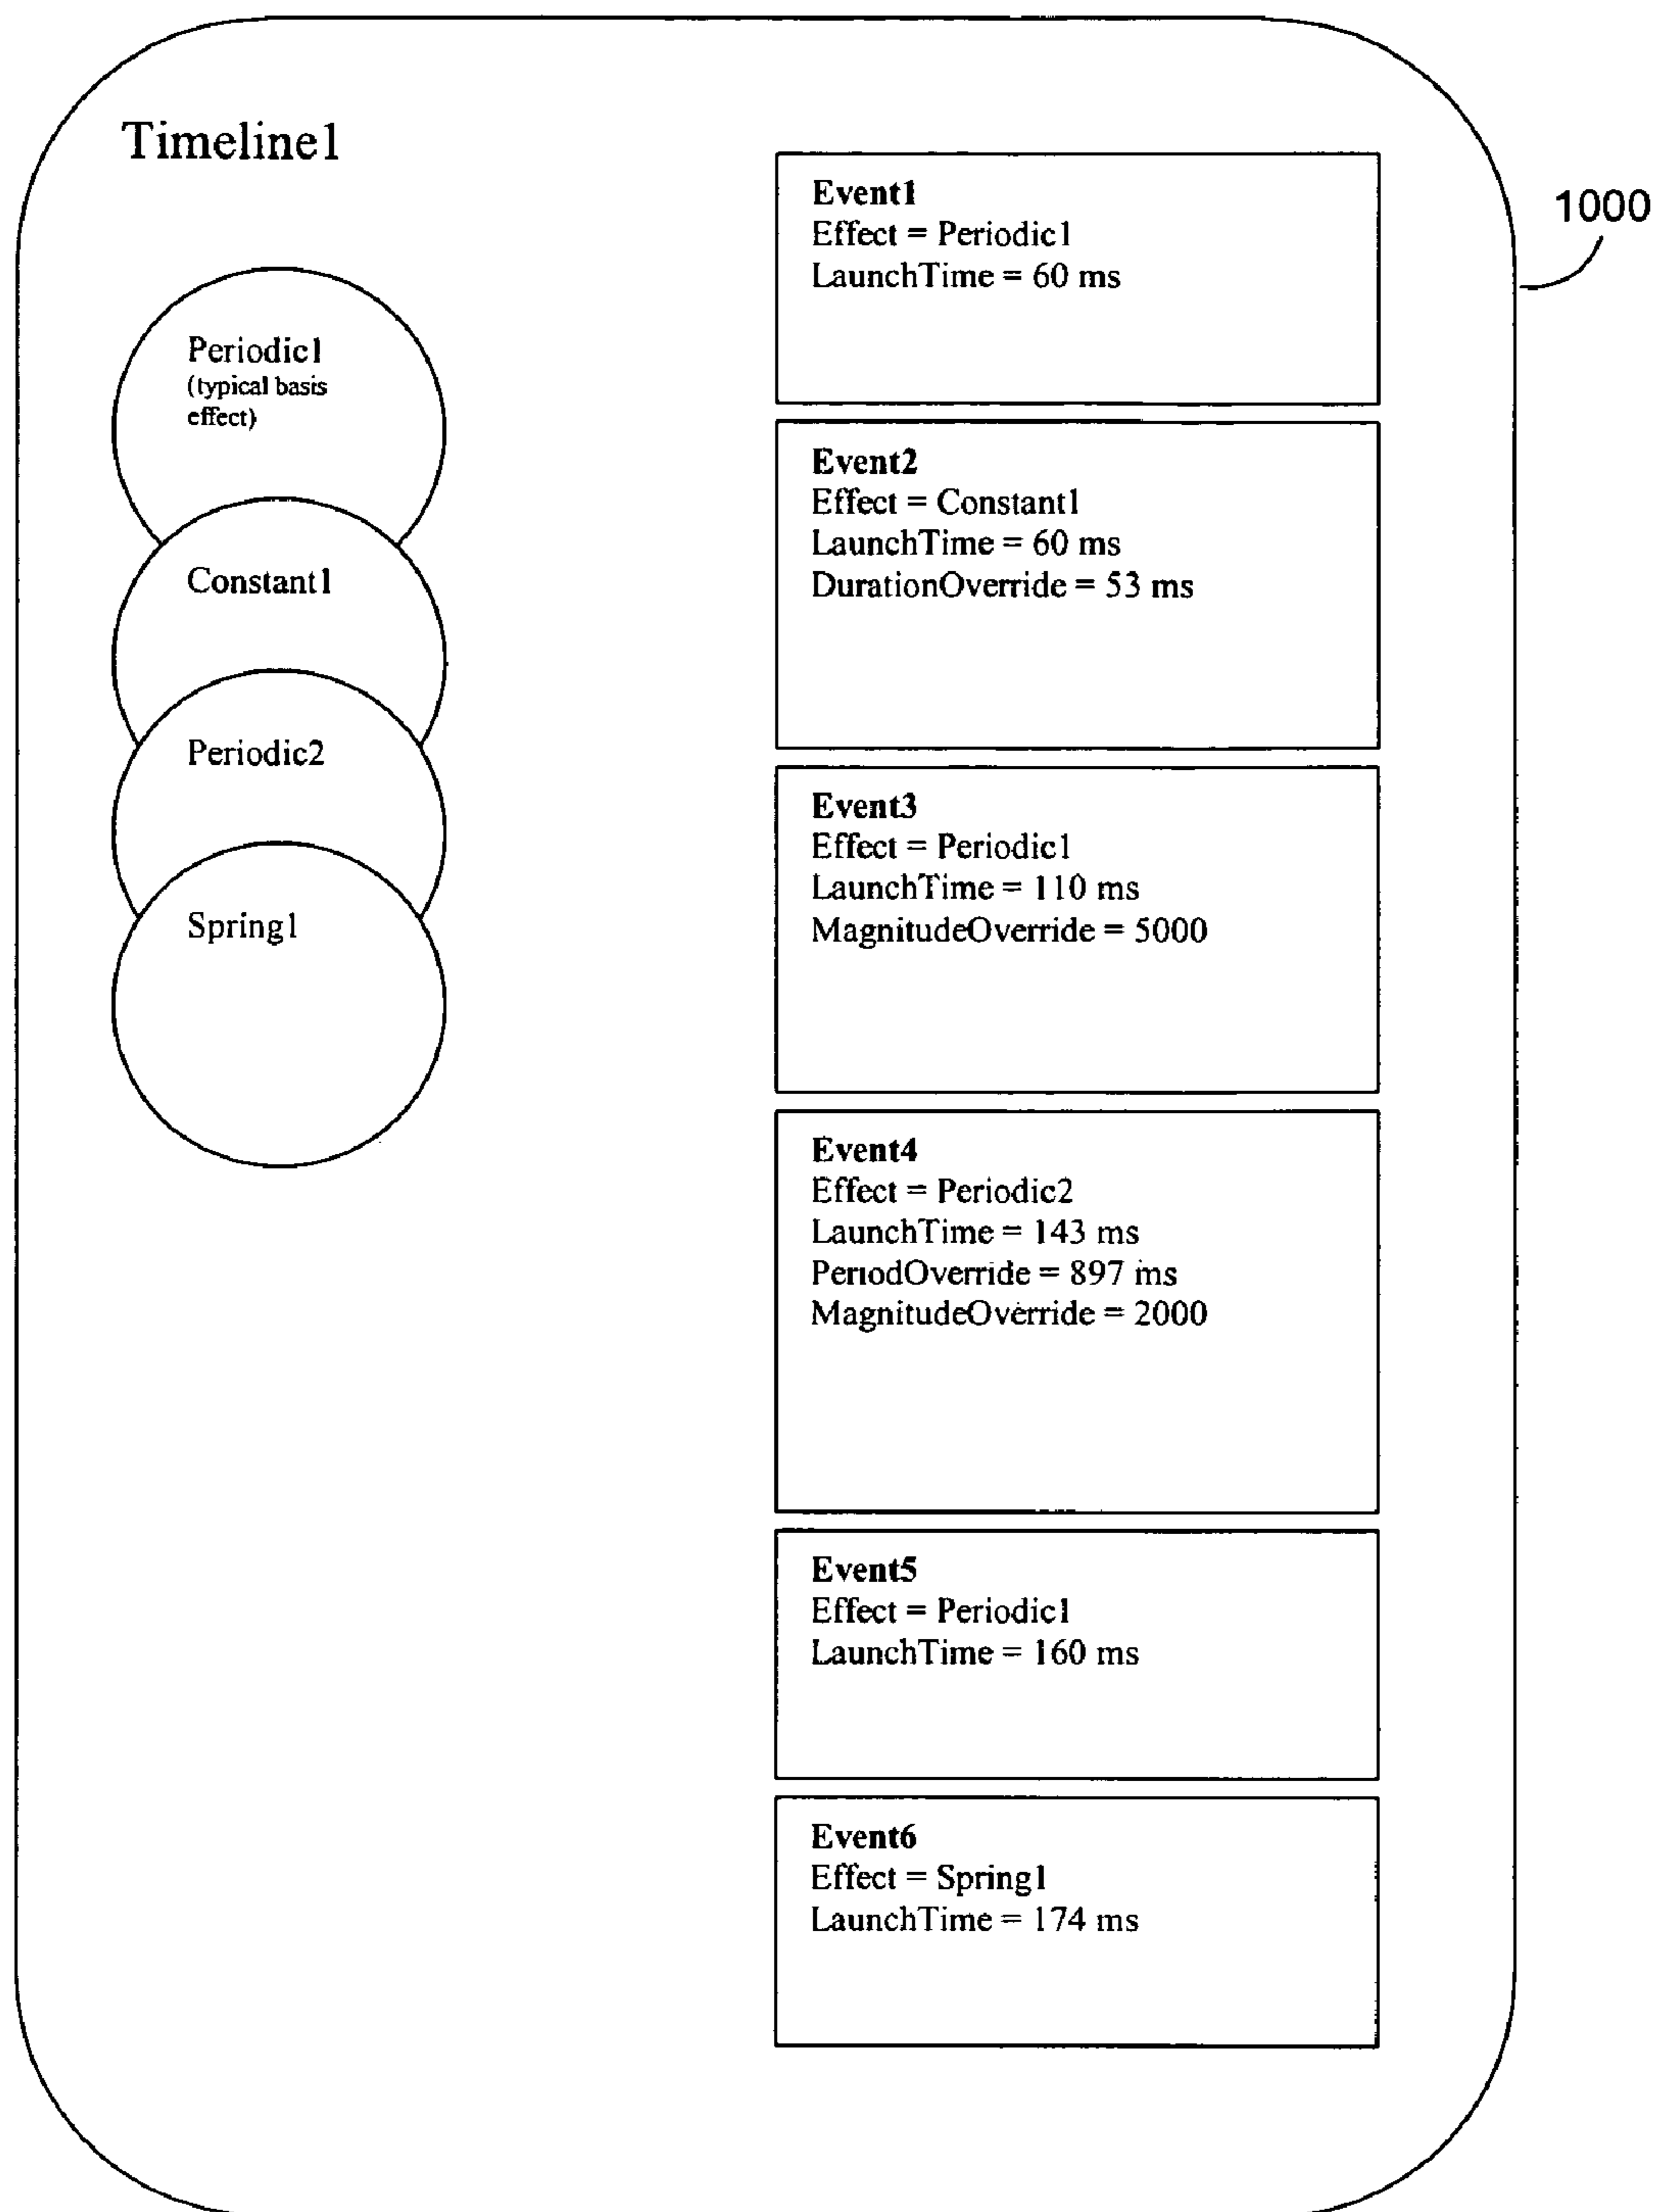 Timeline1
1000
Periodic1
(typical basis
effect)
Constant1
Periodic2
Spring1
Event1
Effect = Periodic1
LaunchTime = 60 ms
Event2
Effect = Constant1
LaunchTime = 60 ms
DurationOverride = 53 ms
Event3
Effect = Periodic1
LaunchTime = 110 ms
MagnitudeOverride = 5000
Event4
Effect = Periodic2
LaunchTime = 143 ms
PeriodOverride = 897 ms
MagnitudeOverride = 2000
Event5
Effect = Periodic1
LaunchTime = 160 ms
Event6
Effect = Spring1
LaunchTime = 174 ms